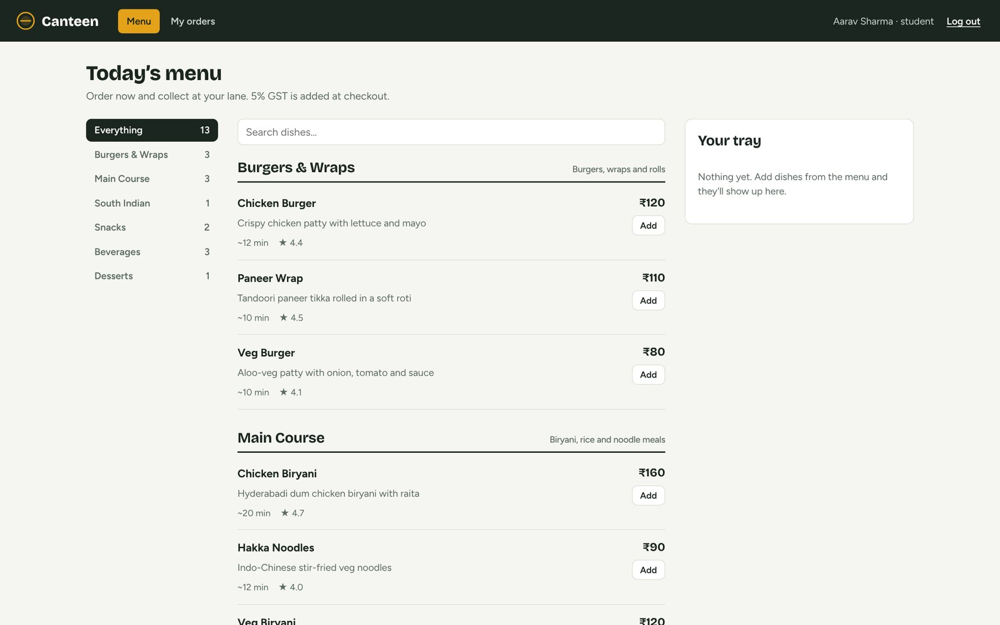 Canteen
Menu
My orders
Aarav Sharma · student
Log out
Today’s menu
Order now and collect at your lane. 5% GST is added at checkout.
Everything 13
Burgers & Wraps 3
Main Course 3
South Indian 1
Snacks 2
Beverages 3
Desserts 1
Search dishes...
Burgers & Wraps
Burgers, wraps and rolls
Chicken Burger
₹120
Crispy chicken patty with lettuce and mayo
Add
~12 min ★ 4.4
Paneer Wrap
₹110
Tandoori paneer tikka rolled in a soft roti
Add
~10 min ★ 4.5
Veg Burger
₹80
Aloo-veg patty with onion, tomato and sauce
Add
~10 min ★ 4.1
Main Course
Biryani, rice and noodle meals
Chicken Biryani
₹160
Hyderabadi dum chicken biryani with raita
Add
~20 min ★ 4.7
Hakka Noodles
₹90
Indo-Chinese stir-fried veg noodles
Add
~12 min ★ 4.0
Veg Biryani
₹120
Your tray
Nothing yet. Add dishes from the menu and
they’ll show up here.